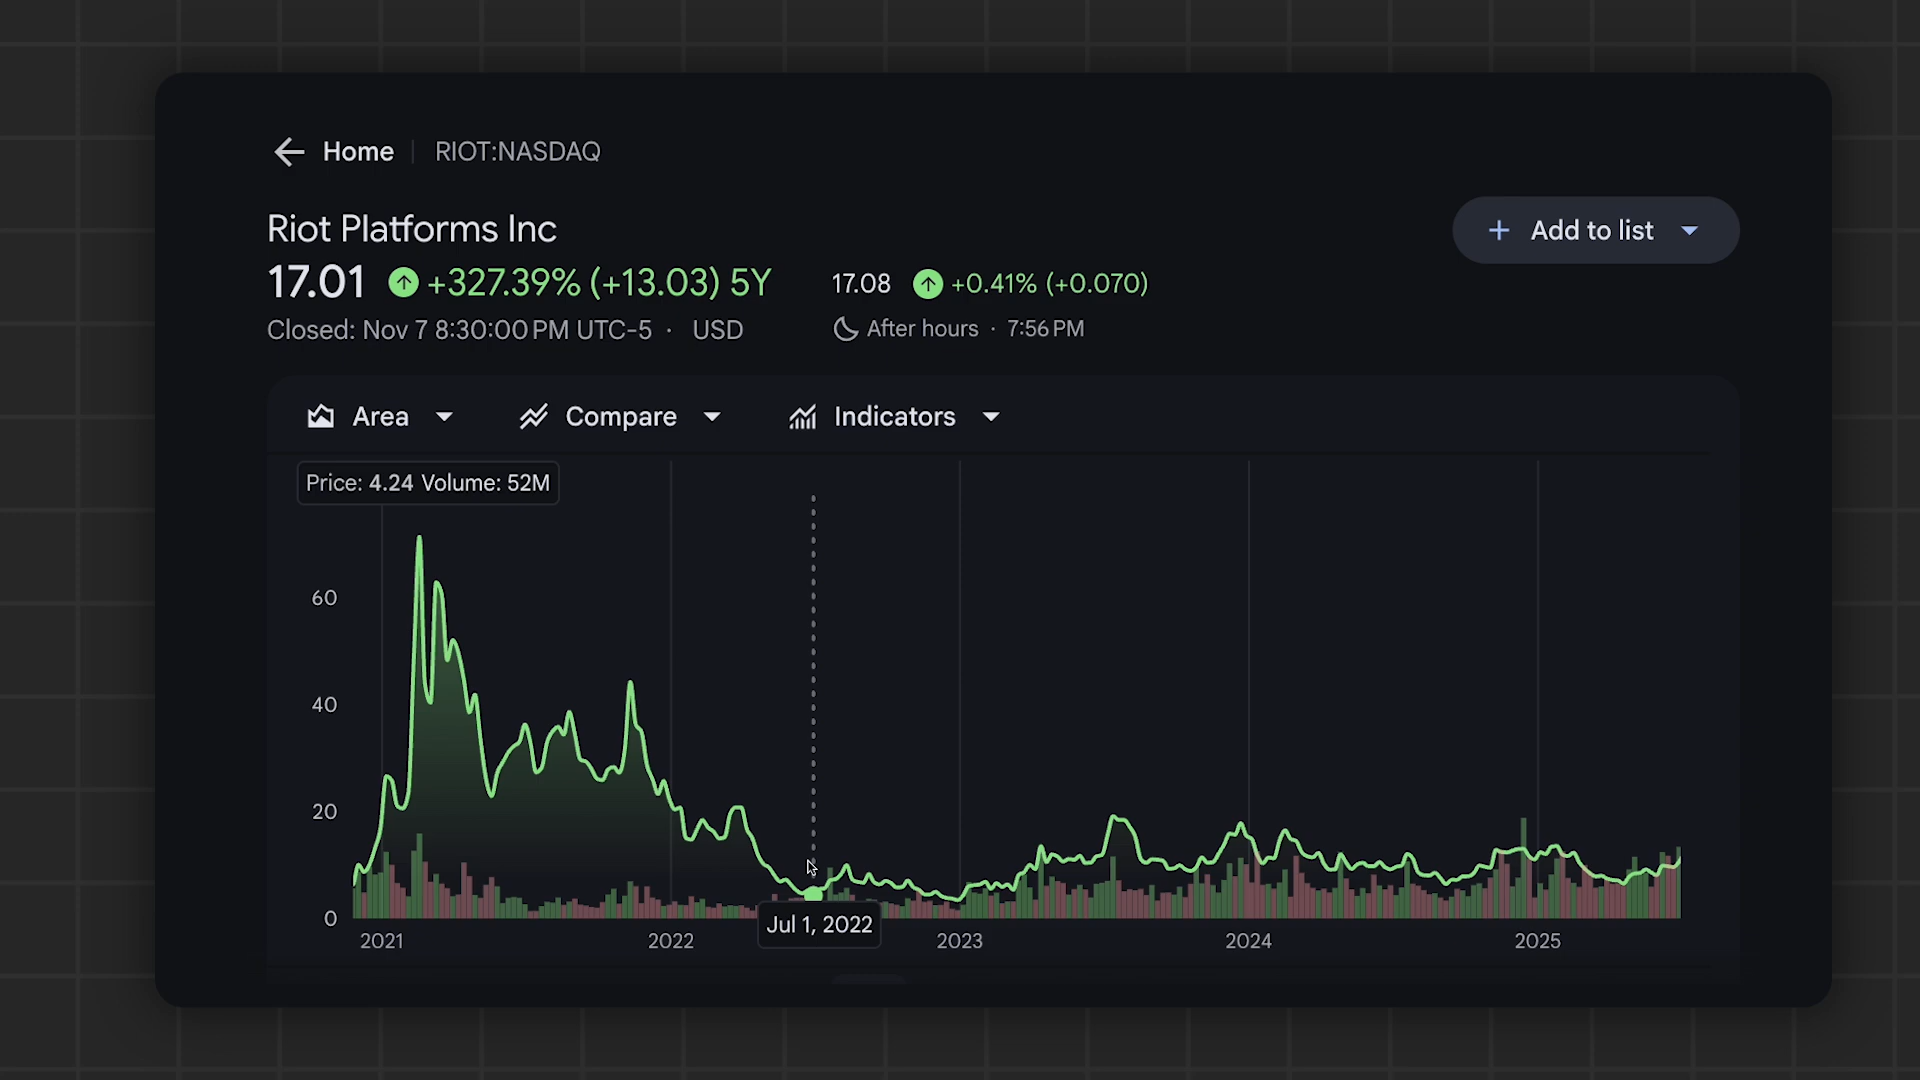 Home RIOT:NASDAQ
Riot Platforms Inc
Add to list
17.01 +327.39% (+13.03) 5Y
17.08 +0.41% (+0.070)
Closed: Nov 7 8:30:00 PM UTC-5 · USD
After hours · 7:56 PM
Area Compare Indicators
Price: 4.24 Volume: 52M
60
40
20
0
Jul 1, 2022
2021 2022 2023 2024 2025